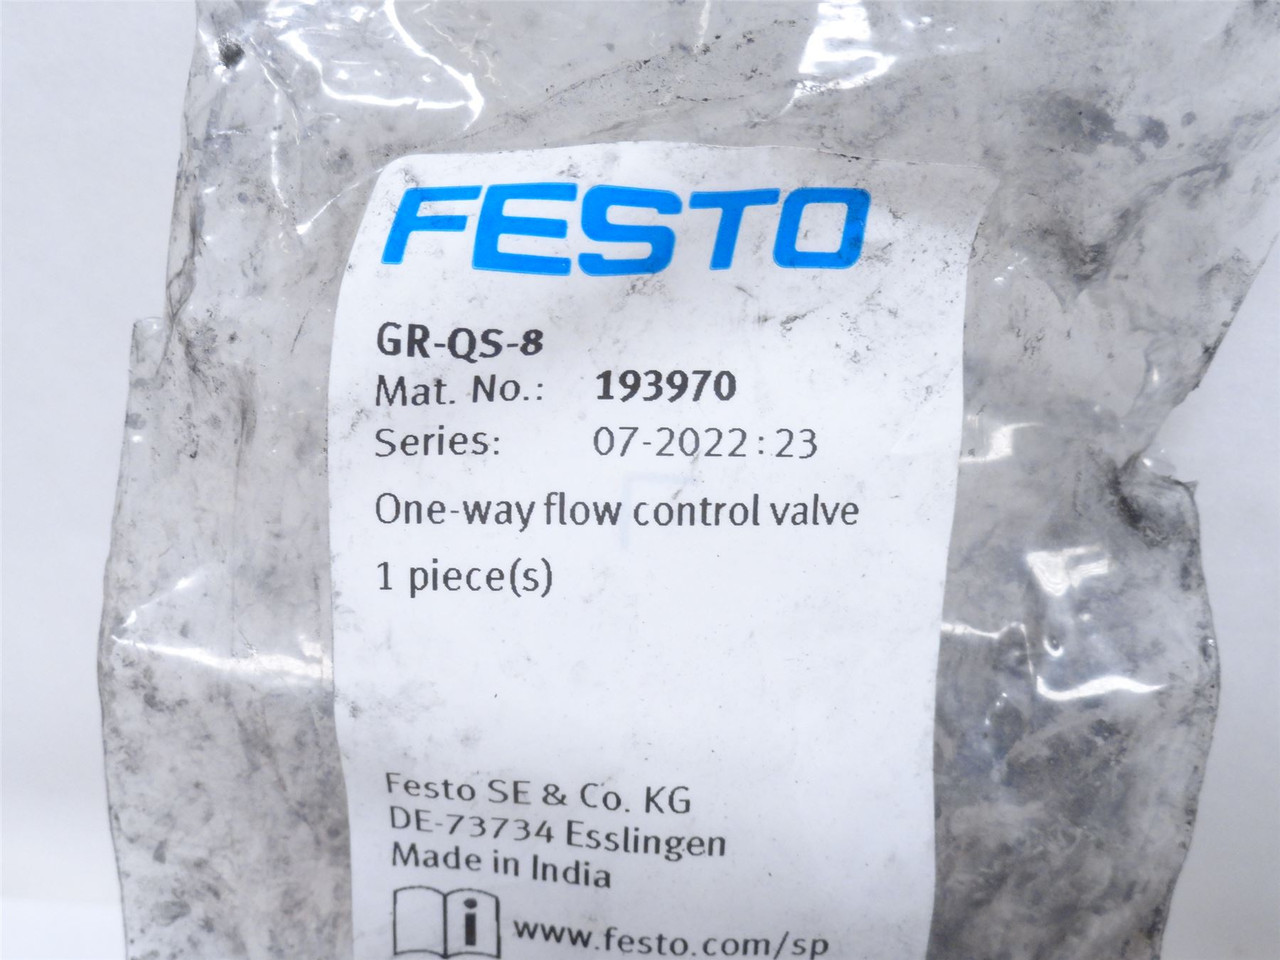 FESTO
GR-QS-8
Mat. No.: 193970
Series: 07-2022:23
One-way flow control valve
1 piece(s)
Festo SE & Co. KG
DE-73734 Esslingen
Made in India
i www.festo.com/sp